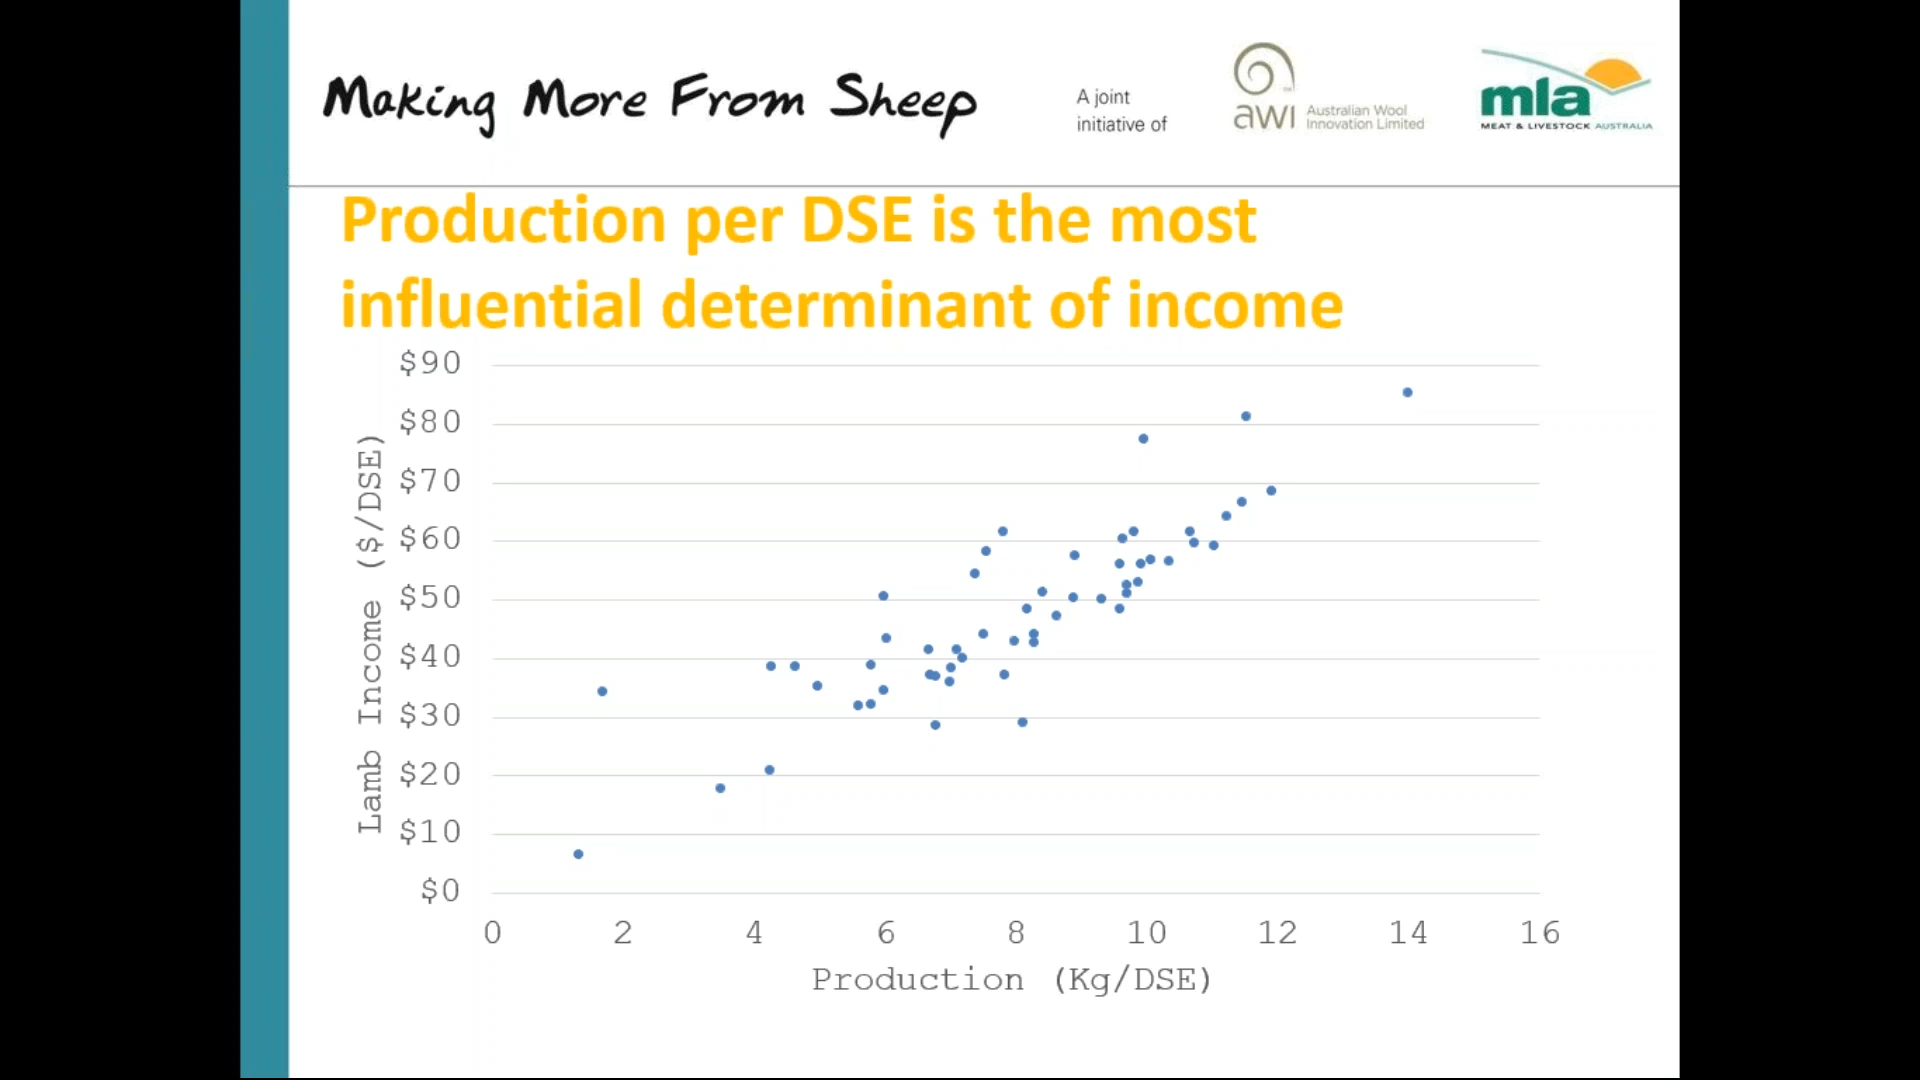 Making More From Sheep
A joint
initiative of
awi
Australian Wool
Innovation Limited
mla
MEAT & LIVESTOCK AUSTRALIA
Production per DSE is the most
influential determinant of income
Lamb Income ($/DSE)
$90
$80
$70
$60
$50
$40
$30
$20
$10
$0
0 2 4 6 8 10 12 14 16
Production (Kg/DSE)